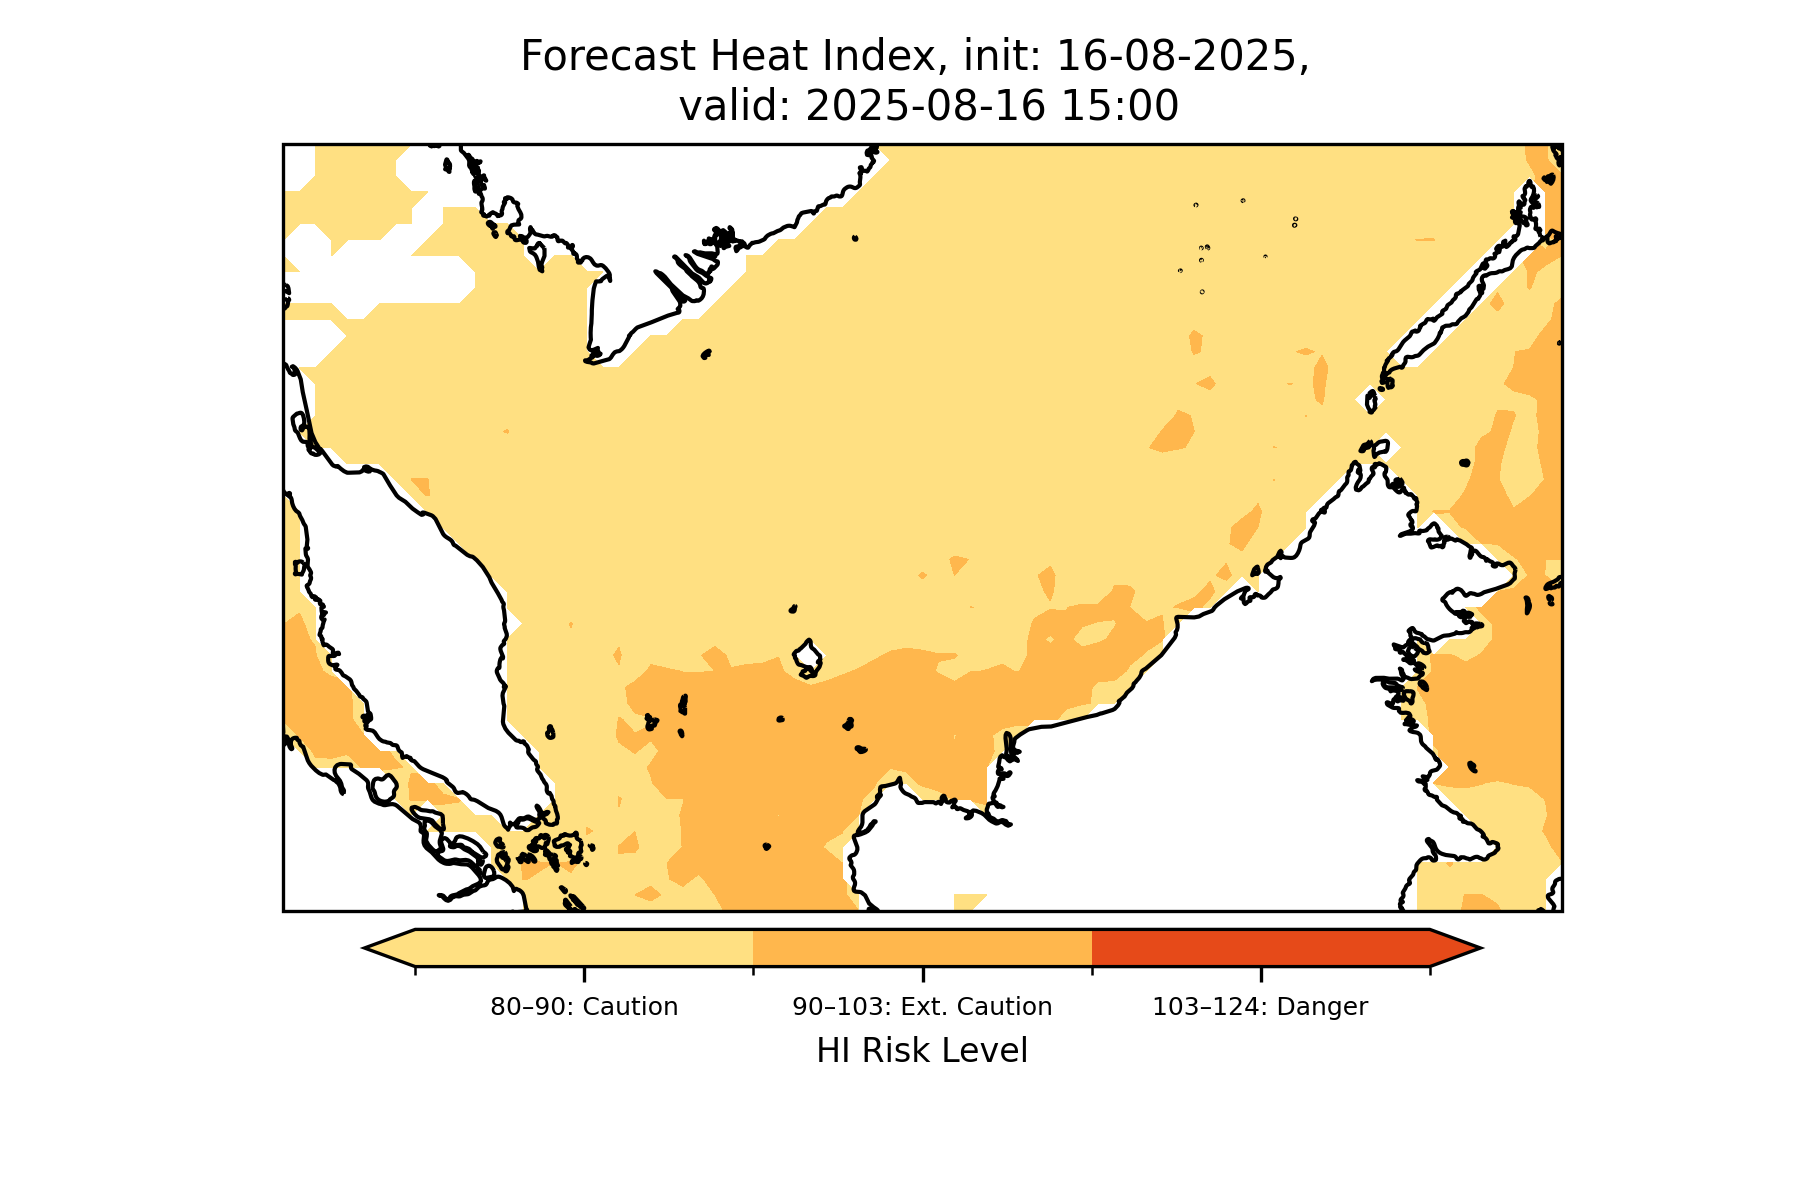 Forecast Heat Index, init: 16-08-2025,
valid: 2025-08-16 15:00
80–90: Caution
90–103: Ext. Caution
103–124: Danger
HI Risk Level